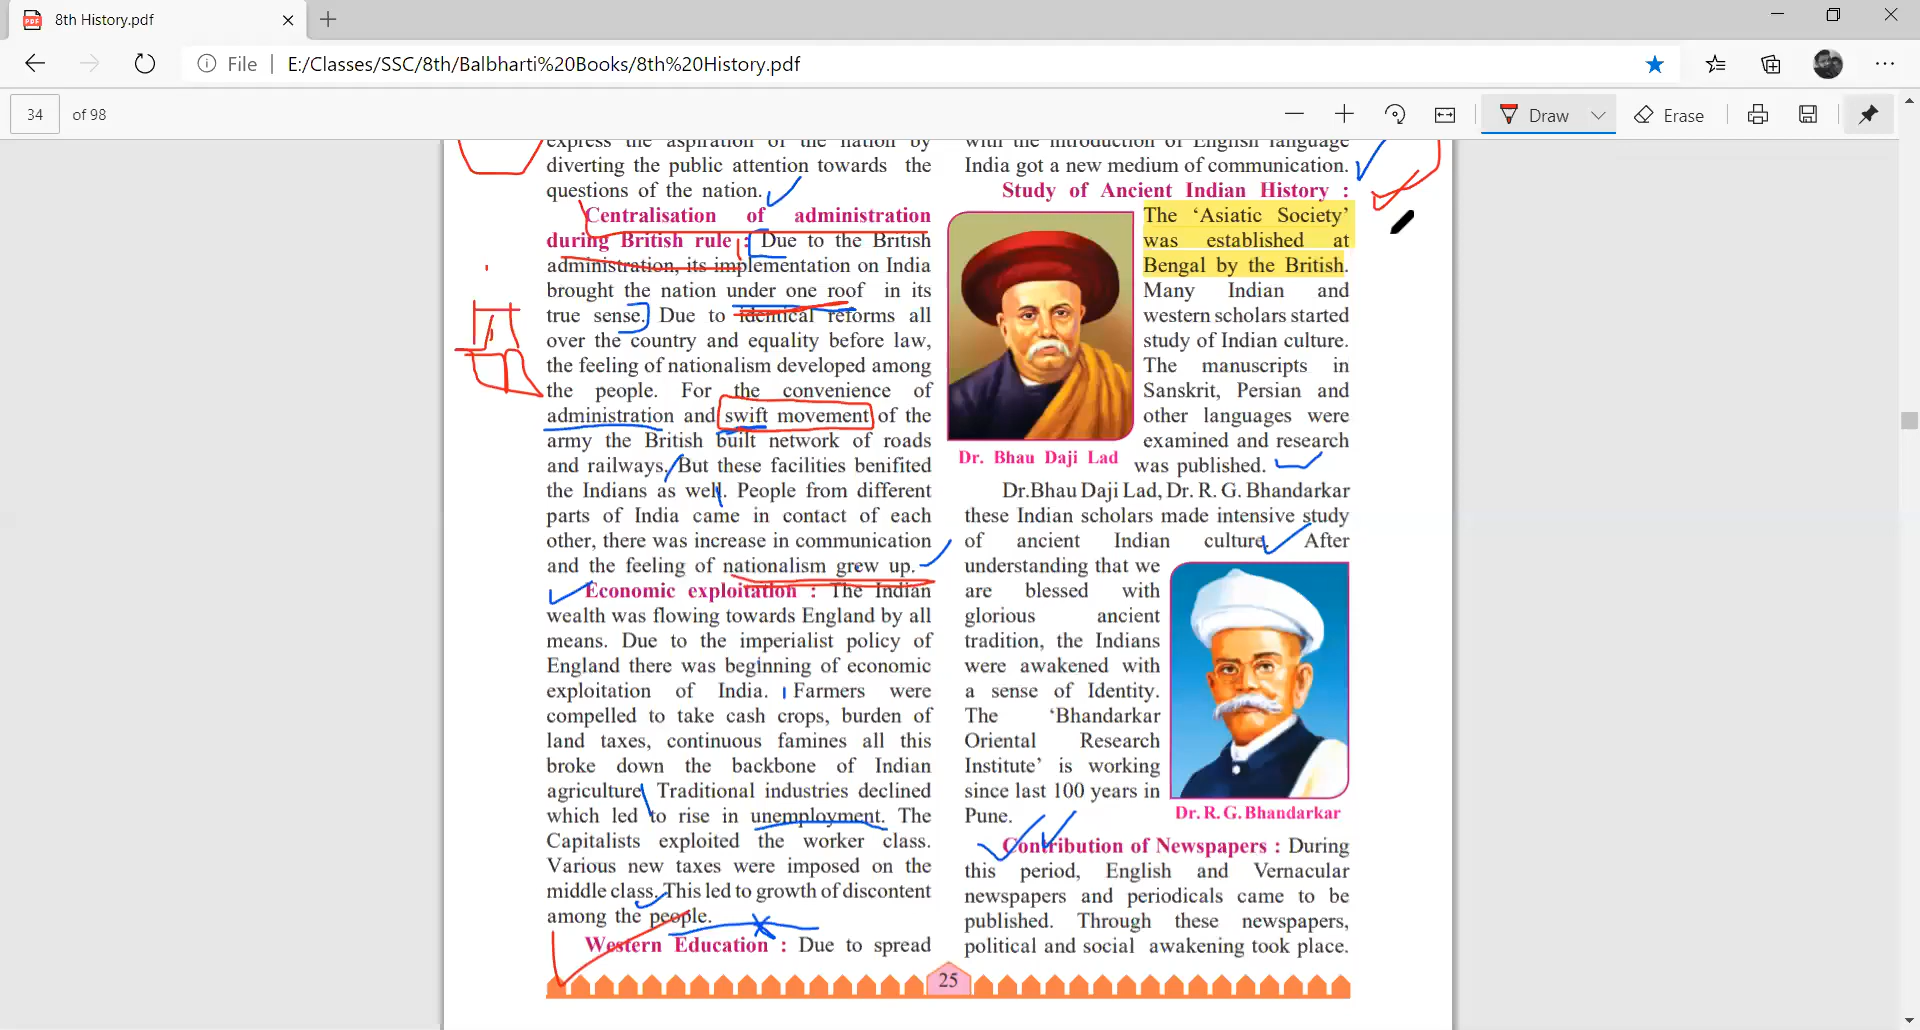 8th History.pdf
File
E:/Classes/SSC/8th/Balbharti%20Books/8th%20History.pdf
34
of 98
Draw
Erase
express the aspiration of the nation by
diverting the public attention towards the
questions of the nation.
Centralisation of administration
during British rule : Due to the British
administration, its implementation on India
brought the nation under one roof in its
true sense. Due to identical reforms all
over the country and equality before law,
the feeling of nationalism developed among
the people. For the convenience of
administration and swift movement of the
army the British built network of roads
and railways. But these facilities benifited
the Indians as well. People from different
parts of India came in contact of each
other, there was increase in communication
and the feeling of nationalism grew up.
Economic exploitation : The Indian
wealth was flowing towards England by all
means. Due to the imperialist policy of
England there was beginning of economic
exploitation of India. Farmers were
compelled to take cash crops, burden of
land taxes, continuous famines all this
broke down the backbone of Indian
agriculture. Traditional industries declined
which led to rise in unemployment. The
Capitalists exploited the worker class.
Various new taxes were imposed on the
middle class. This led to growth of discontent
among the people.
Western Education : Due to spread
with the introduction of English language
India got a new medium of communication.
Study of Ancient Indian History :
The ‘Asiatic Society’
was established at
Bengal by the British.
Many Indian and
western scholars started
study of Indian culture.
The manuscripts in
Sanskrit, Persian and
other languages were
examined and research
was published.
Dr. Bhau Daji Lad
Dr.Bhau Daji Lad, Dr. R. G. Bhandarkar
these Indian scholars made intensive study
of ancient Indian culture. After
understanding that we
are blessed with
glorious ancient
tradition, the Indians
were awakened with
a sense of Identity.
The ‘Bhandarkar
Oriental Research
Institute’ is working
since last 100 years in
Pune.
Dr. R. G. Bhandarkar
Contribution of Newspapers : During
this period, English and Vernacular
newspapers and periodicals came to be
published. Through these newspapers,
political and social awakening took place.
25